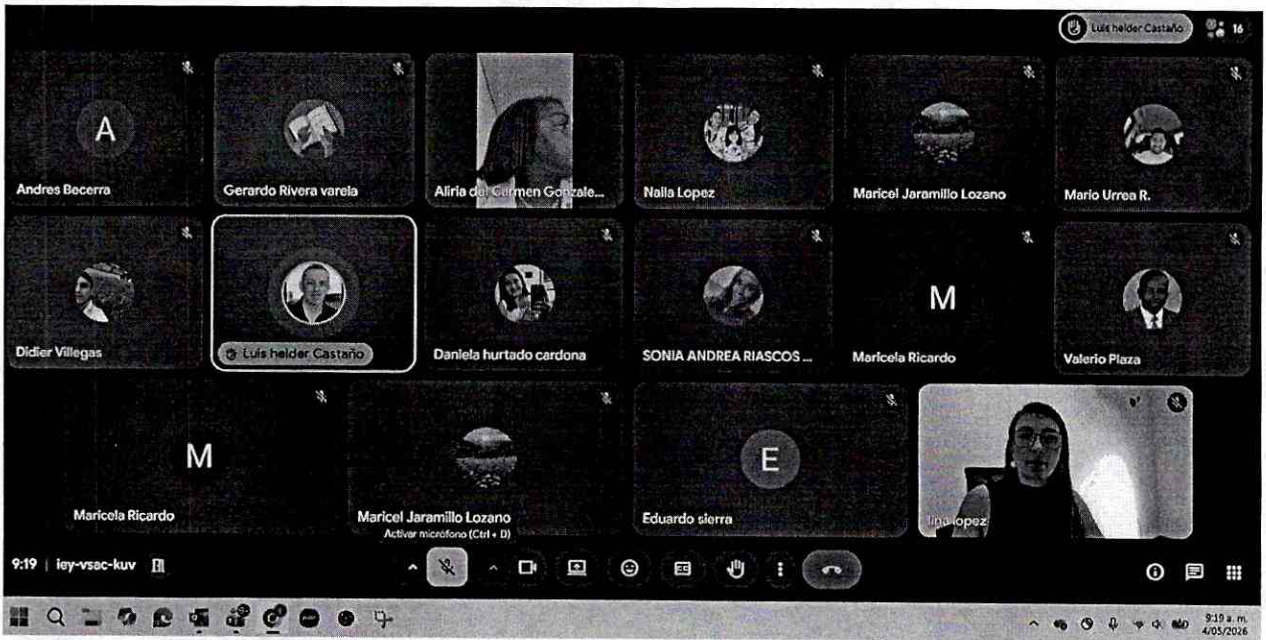 Luis helder Castaño 16
A
Andres Becerra
Gerardo Rivera varela
Aliria del Carmen Gonzale...
Naila Lopez
Maricel Jaramillo Lozano
Mario Urrea R.
Didier Villegas
Luis helder Castaño
Daniela hurtado cardona
SONIA ANDREA RIASCOS ...
M
Maricela Ricardo
Valerio Plaza
M
Maricela Ricardo
Maricel Jaramillo Lozano
Activar micrófono (Ctrl + D)
E
Eduardo sierra
lina lopez
9:19 | iey-vsac-kuv
9:19 a. m.
4/05/2026